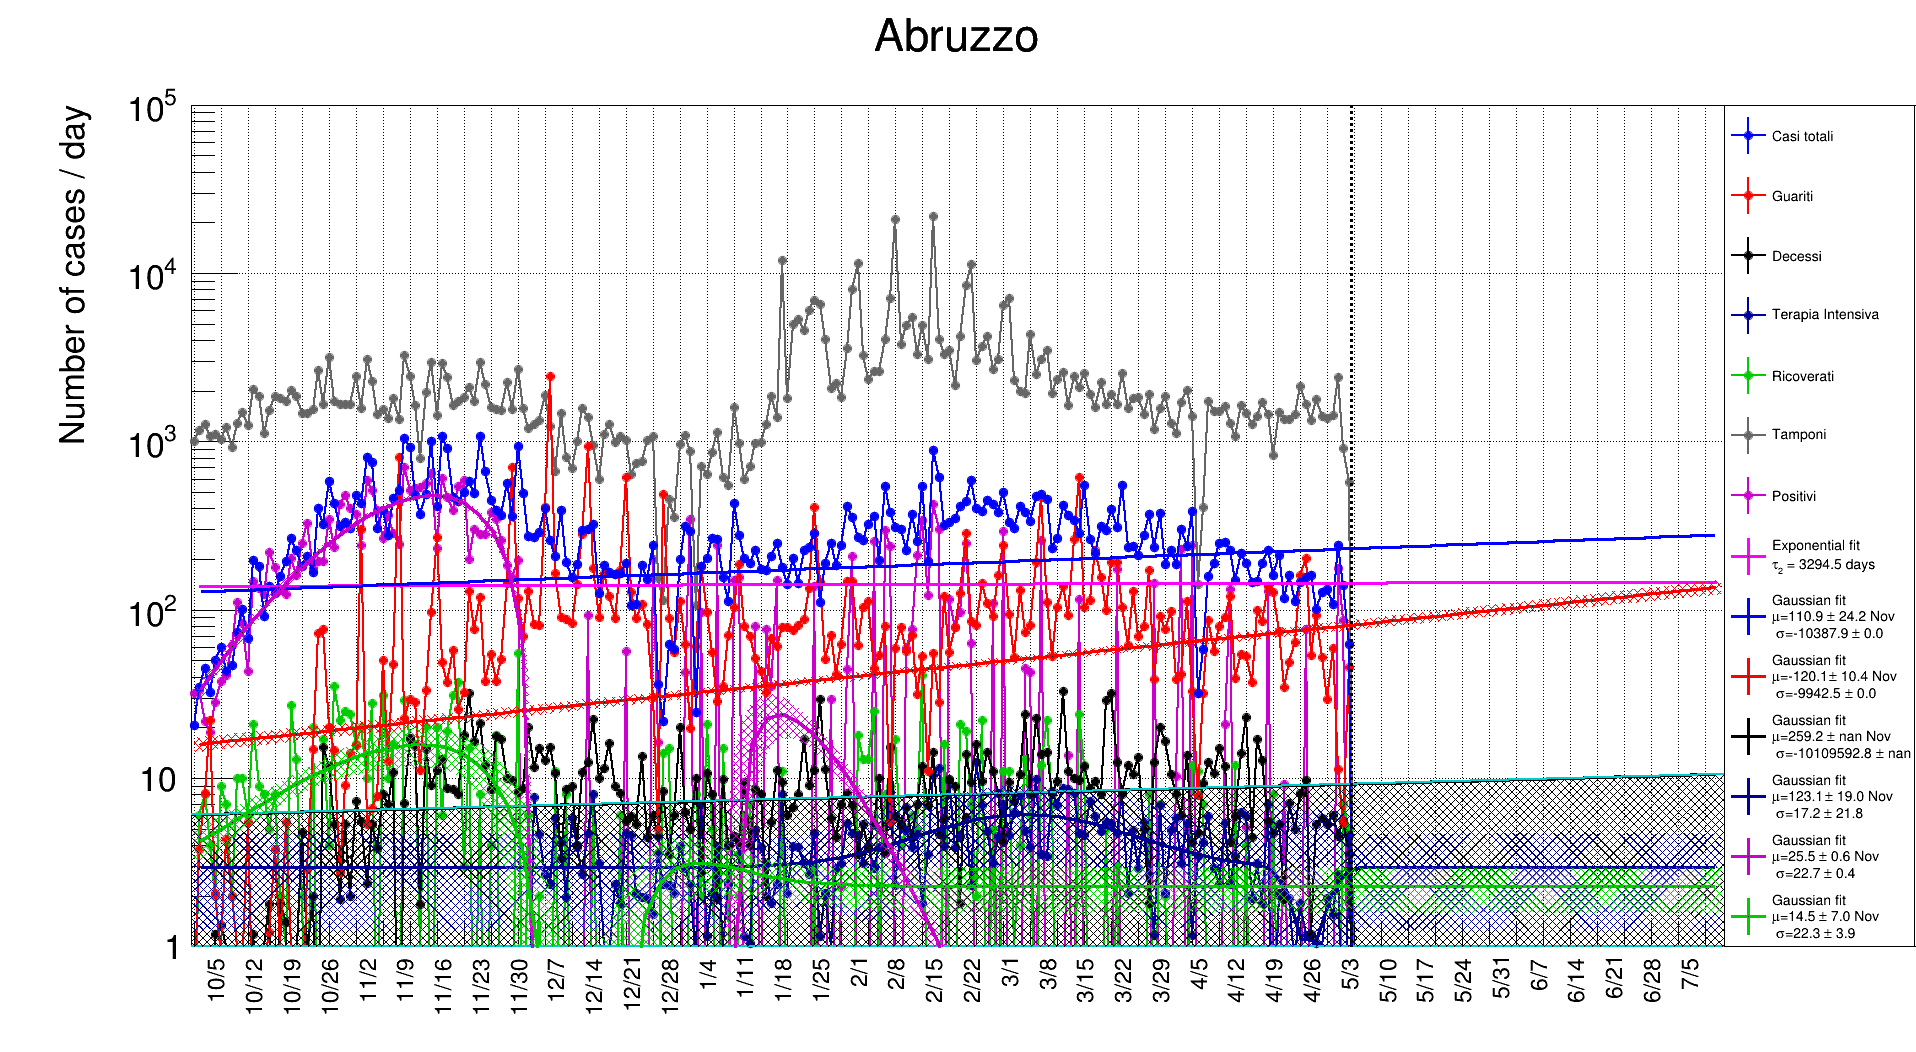 Abruzzo
Number of cases / day
10^5
10^4
10^3
10^2
10
1
10/5 10/12 10/19 10/26 11/2 11/9 11/16 11/23 11/30 12/7 12/14 12/21 12/28 1/4 1/11 1/18 1/25 2/1 2/8 2/15 2/22 3/1 3/8 3/15 3/22 3/29 4/5 4/12 4/19 4/26 5/3 5/10 5/17 5/24 5/31 6/7 6/14 6/21 6/28 7/5
Casi totali
Guariti
Decessi
Terapia Intensiva
Ricoverati
Tamponi
Positivi
Exponential fit
τ₂ = 3294.5 days
Gaussian fit
μ=110.9 ± 24.2 Nov
σ=-10387.9 ± 0.0
Gaussian fit
μ=-120.1 ± 10.4 Nov
σ=-9942.5 ± 0.0
Gaussian fit
μ=259.2 ± nan Nov
σ=-10109592.8 ± nan
Gaussian fit
μ=123.1 ± 19.0 Nov
σ=17.2 ± 21.8
Gaussian fit
μ=25.5 ± 0.6 Nov
σ=22.7 ± 0.4
Gaussian fit
μ=14.5 ± 7.0 Nov
σ=22.3 ± 3.9